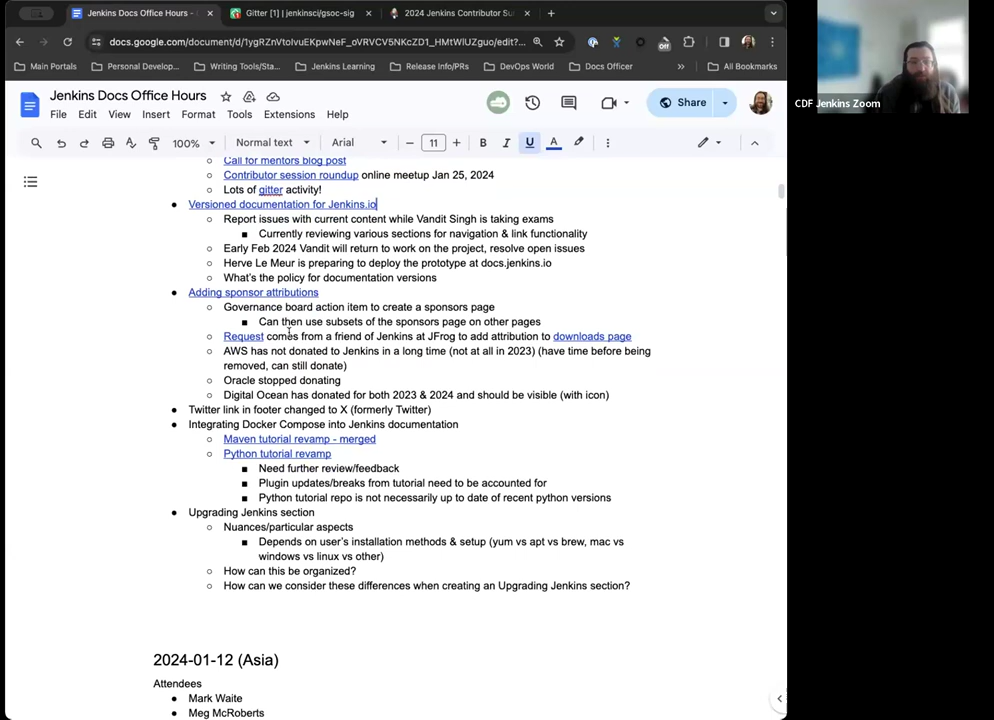 Jenkins Docs Office Hours -
Gitter [1] | jenkinsci/gsoc-sig
2024 Jenkins Contributor Su
docs.google.com/document/d/1ygRZnVtoIvuEKpwNeF_oVRVCV5NKcZD1_HMtWlUZguo/edit?...
Off
Main Portals
Personal Develop...
Writing Tools/Sta...
Jenkins Learning
Release Info/PRs
DevOps World
Docs Officer
All Bookmarks
CDF Jenkins Zoom
Jenkins Docs Office Hours
File Edit View Insert Format Tools Extensions Help
Share
100% Normal text Arial 11 B I U A
Call for mentors blog post
Contributor session roundup online meetup Jan 25, 2024
Lots of gitter activity!
Versioned documentation for Jenkins.io
Report issues with current content while Vandit Singh is taking exams
Currently reviewing various sections for navigation & link functionality
Early Feb 2024 Vandit will return to work on the project, resolve open issues
Herve Le Meur is preparing to deploy the prototype at docs.jenkins.io
What's the policy for documentation versions
Adding sponsor attributions
Governance board action item to create a sponsors page
Can then use subsets of the sponsors page on other pages
Request comes from a friend of Jenkins at JFrog to add attribution to downloads page
AWS has not donated to Jenkins in a long time (not at all in 2023) (have time before being
removed, can still donate)
Oracle stopped donating
Digital Ocean has donated for both 2023 & 2024 and should be visible (with icon)
Twitter link in footer changed to X (formerly Twitter)
Integrating Docker Compose into Jenkins documentation
Maven tutorial revamp - merged
Python tutorial revamp
Need further review/feedback
Plugin updates/breaks from tutorial need to be accounted for
Python tutorial repo is not necessarily up to date of recent python versions
Upgrading Jenkins section
Nuances/particular aspects
Depends on user's installation methods & setup (yum vs apt vs brew, mac vs
windows vs linux vs other)
How can this be organized?
How can we consider these differences when creating an Upgrading Jenkins section?
2024-01-12 (Asia)
Attendees
Mark Waite
Meg McRoberts